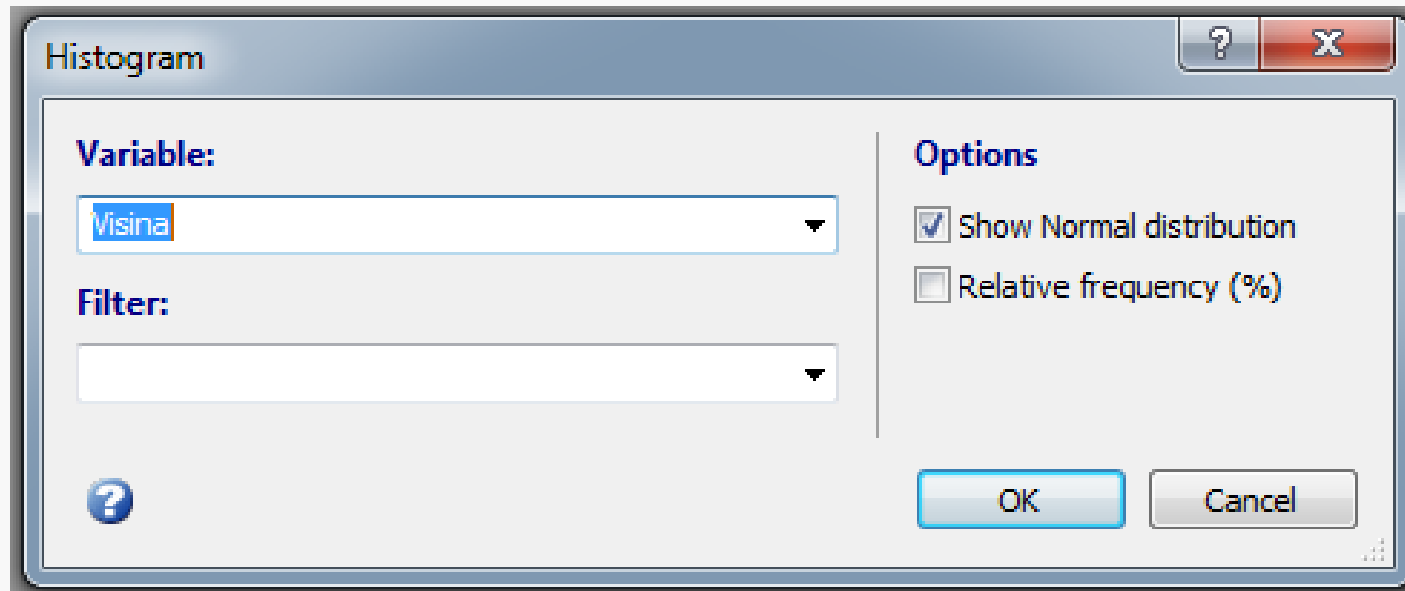 Histogram
Variable:
Visina
Filter:
Options
Show Normal distribution
Relative frequency (%)
OK
Cancel